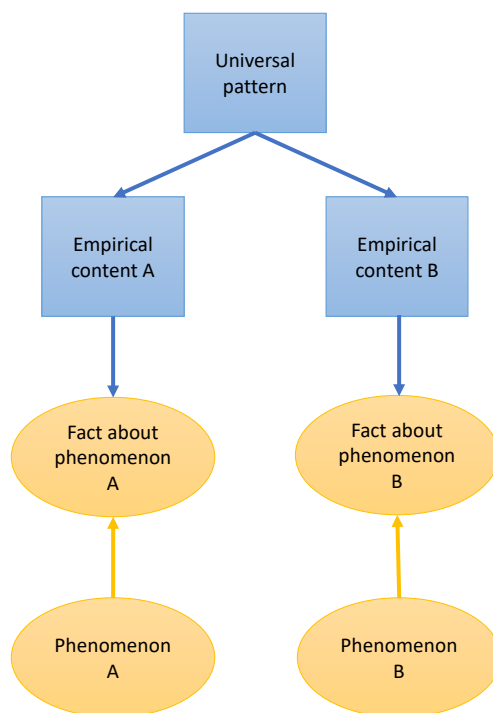 Universal
pattern
Empirical
content A
Empirical
content B
Fact about
phenomenon
A
Fact about
phenomenon
B
Phenomenon
A
Phenomenon
B